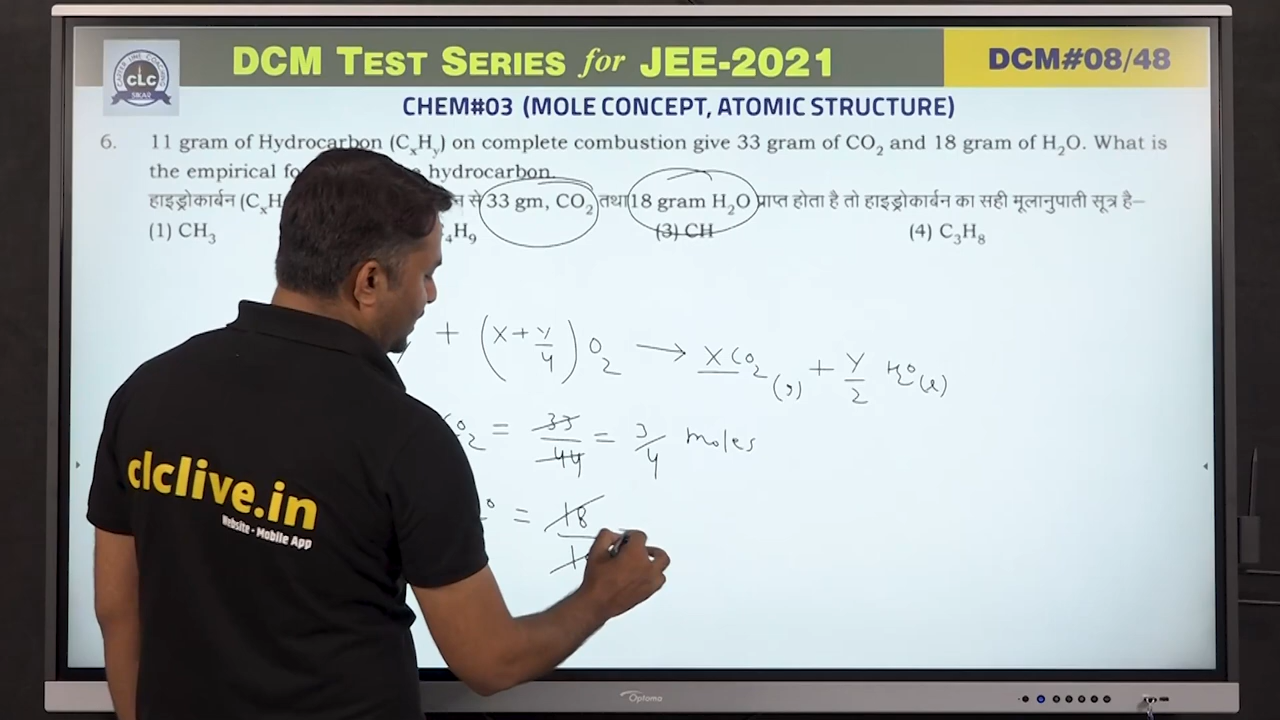 DCM TEST SERIES for JEE-2021
DCM#08/48
CLC
SIKAR
CHEM#03 (MOLE CONCEPT, ATOMIC STRUCTURE)
6. 11 gram of Hydrocarbon (CxHy) on complete combustion give 33 gram of CO2 and 18 gram of H2O. What is
the empirical hydrocarbon.
हाइड्रोकार्बन से 33 gm, CO2 तथा 18 gram H2O प्राप्त होता है तो हाइड्रोकार्बन का सही मूलानुपाती सूत्र है–
(1) CH3 (3) CH (4) C3H8
+ (x + y/4) O2 → x CO2 (g) + y/2 H2O (l)
= 33/44 = 3/4 moles
= 18
clclive.in
Website - Mobile App
Optoma